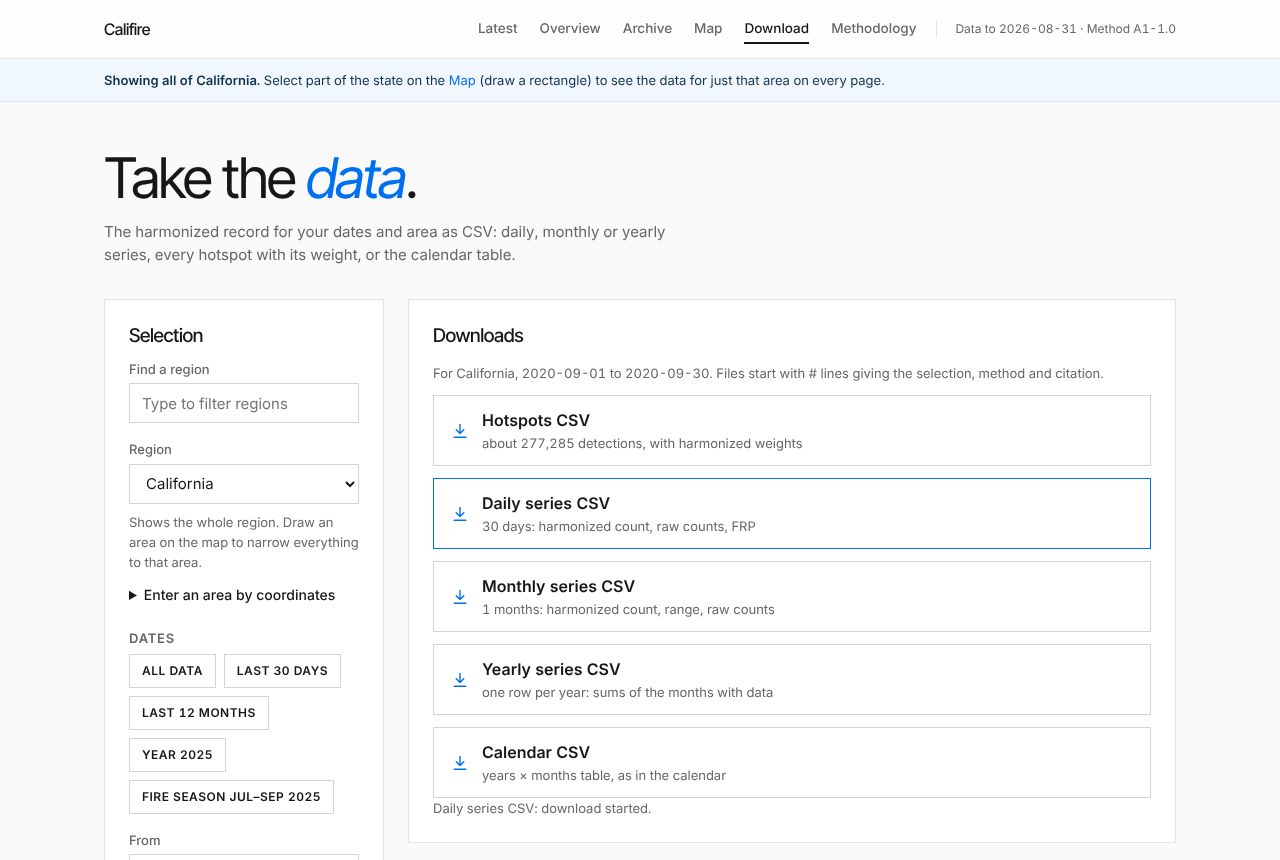 Califire
Latest Overview Archive Map Download Methodology Data to 2026-08-31 · Method A1-1.0
Showing all of California. Select part of the state on the Map (draw a rectangle) to see the data for just that area on every page.
Take the data.
The harmonized record for your dates and area as CSV: daily, monthly or yearly
series, every hotspot with its weight, or the calendar table.
Selection
Find a region
Type to filter regions
Region
California
Shows the whole region. Draw an
area on the map to narrow everything
to that area.
Enter an area by coordinates
DATES
ALL DATA LAST 30 DAYS
LAST 12 MONTHS
YEAR 2025
FIRE SEASON JUL–SEP 2025
From
Downloads
For California, 2020-09-01 to 2020-09-30. Files start with # lines giving the selection, method and citation.
Hotspots CSV
about 277,285 detections, with harmonized weights
Daily series CSV
30 days: harmonized count, raw counts, FRP
Monthly series CSV
1 months: harmonized count, range, raw counts
Yearly series CSV
one row per year: sums of the months with data
Calendar CSV
years × months table, as in the calendar
Daily series CSV: download started.